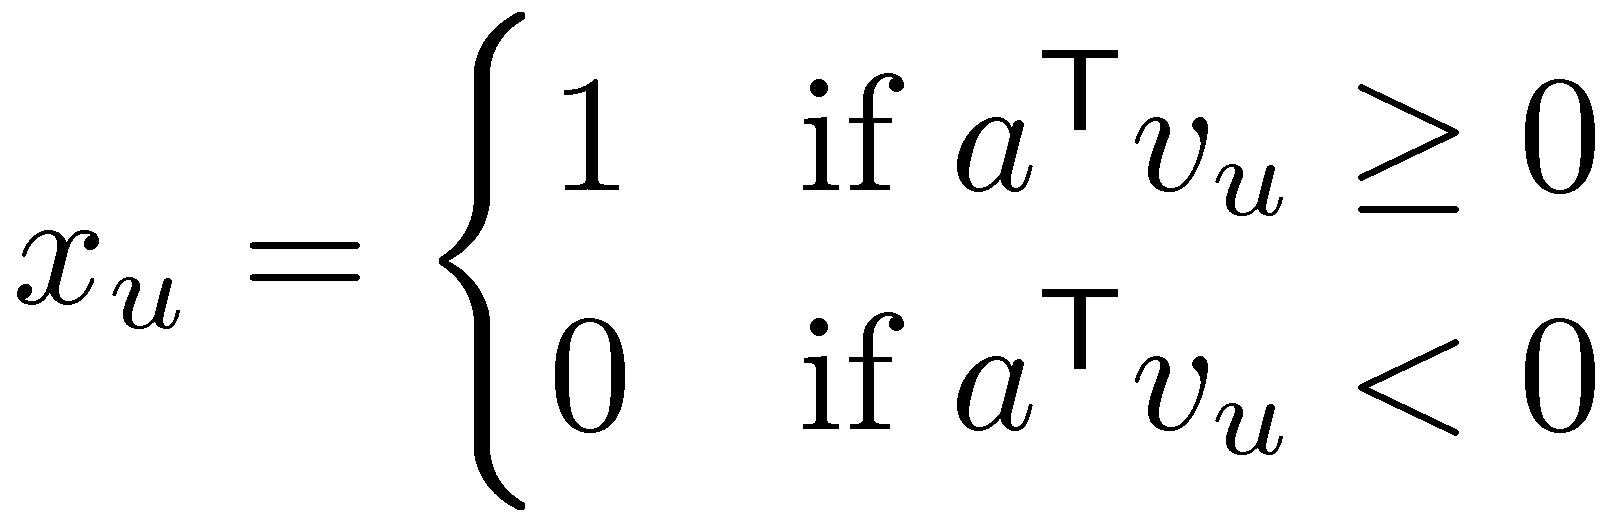 x_u = { 1 if a^⊤ v_u ≥ 0
0 if a^⊤ v_u < 0